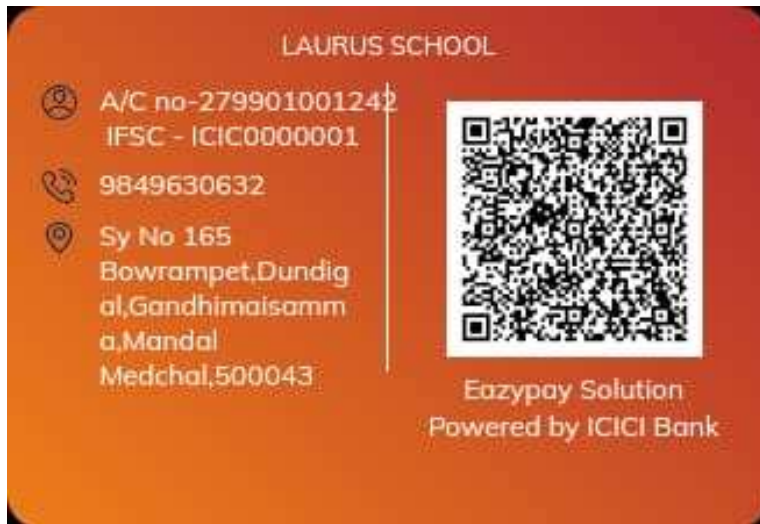 LAURUS SCHOOL
A/C no-279901001242
IFSC - ICIC0000001
9849630632
Sy No 165
Bowrampet,Dundig
al,Gandhimaisamm
a,Mandal
Medchal,500043
Eazypay Solution
Powered by ICICI Bank